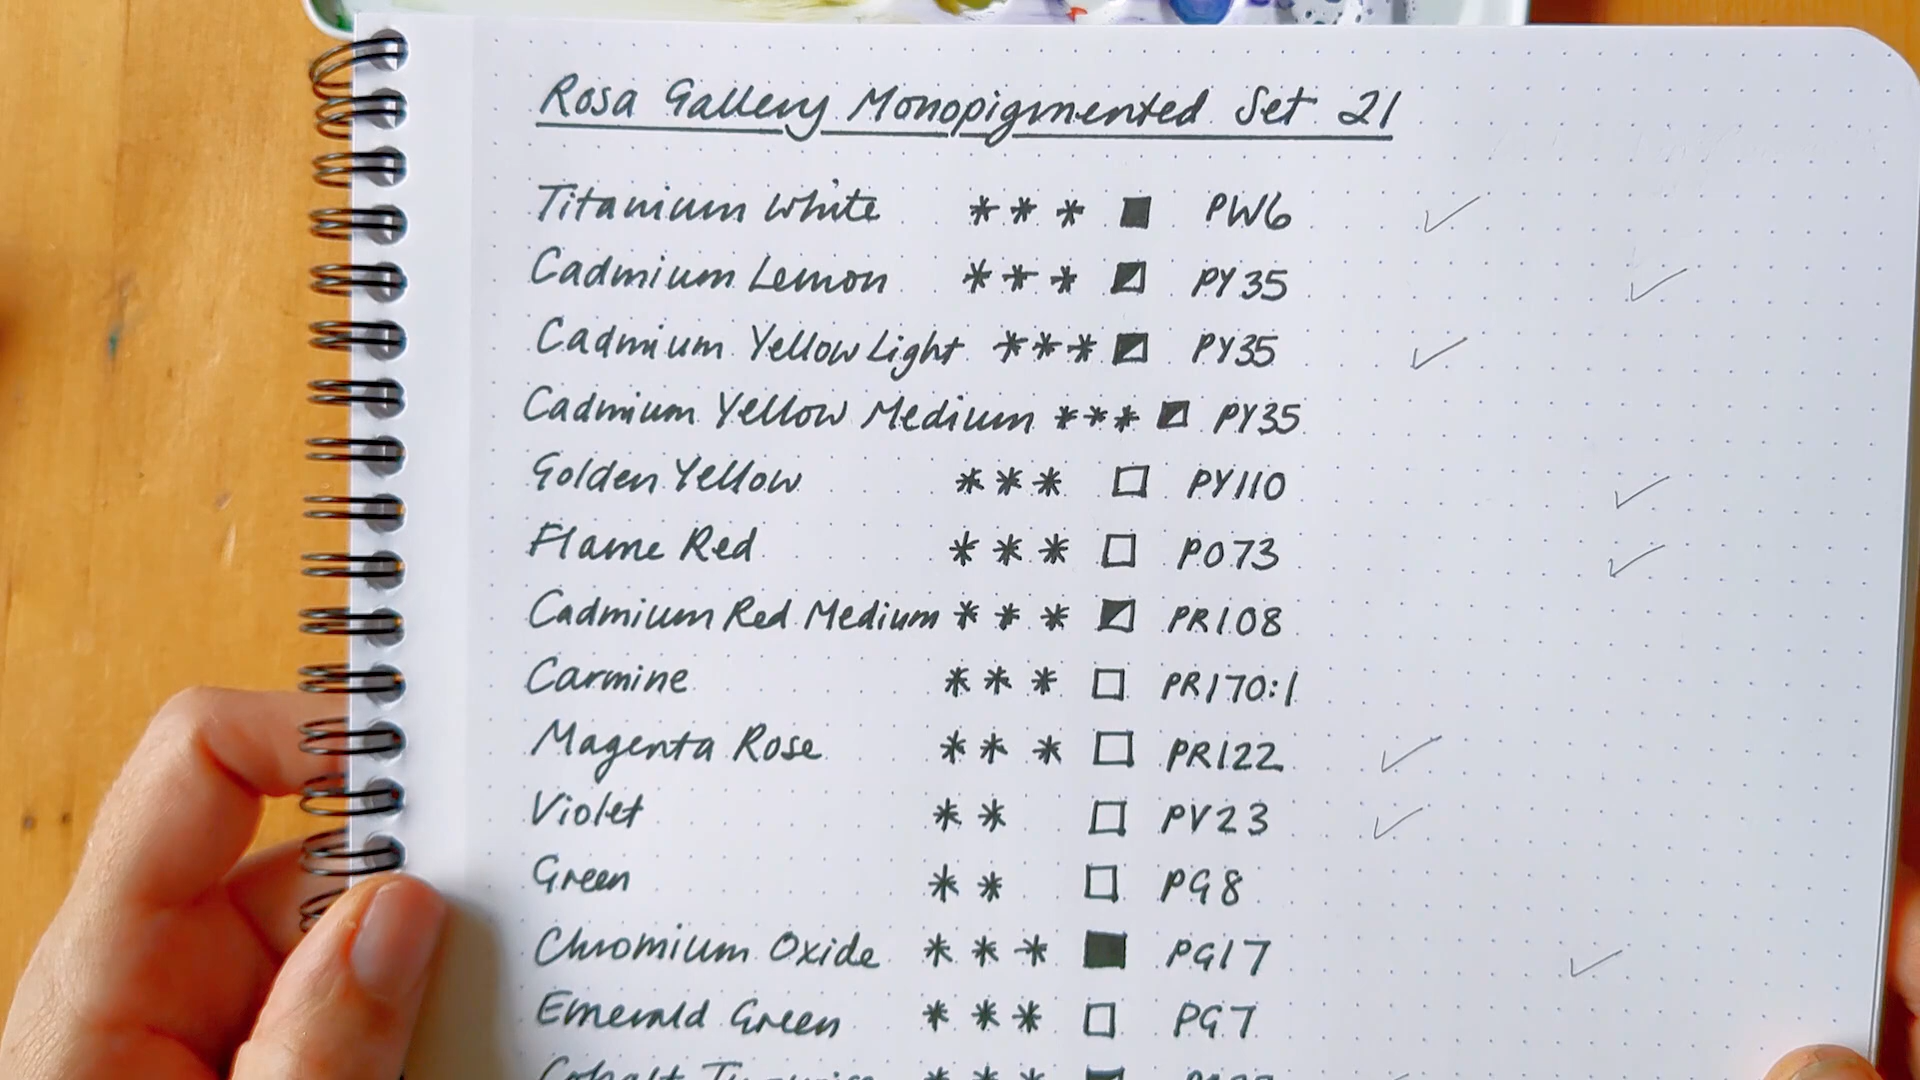 Rosa Gallery Monopigmented Set 21
Titanium White * * * ■ PW6 ✓
Cadmium Lemon * * * ◪ PY35 ✓
Cadmium Yellow Light * * * ◪ PY35 ✓
Cadmium Yellow Medium * * * ◪ PY35
Golden Yellow * * * □ PY110 ✓
Flame Red * * * □ PO73 ✓
Cadmium Red Medium * * * ◪ PR108
Carmine * * * □ PR170:1
Magenta Rose * * * □ PR122 ✓
Violet * * □ PV23 ✓
Green * * □ PG8
Chromium Oxide * * * ■ PG17 ✓
Emerald Green * * * □ PG7
Cobalt Turquoise * * *